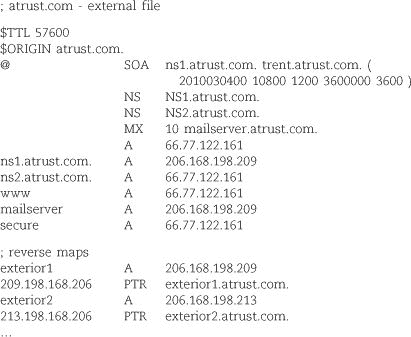 ; atrust.com - external file
$TTL 57600
$ORIGIN atrust.com.
@ SOA ns1.atrust.com. trent.atrust.com. (
2010030400 10800 1200 3600000 3600 )
NS NS1.atrust.com.
NS NS2.atrust.com.
MX 10 mailserver.atrust.com.
A 66.77.122.161
ns1.atrust.com. A 206.168.198.209
ns2.atrust.com. A 66.77.122.161
www A 66.77.122.161
mailserver A 206.168.198.209
secure A 66.77.122.161
; reverse maps
exterior1 A 206.168.198.209
209.198.168.206 PTR exterior1.atrust.com.
exterior2 A 206.168.198.213
213.198.168.206 PTR exterior2.atrust.com.
...